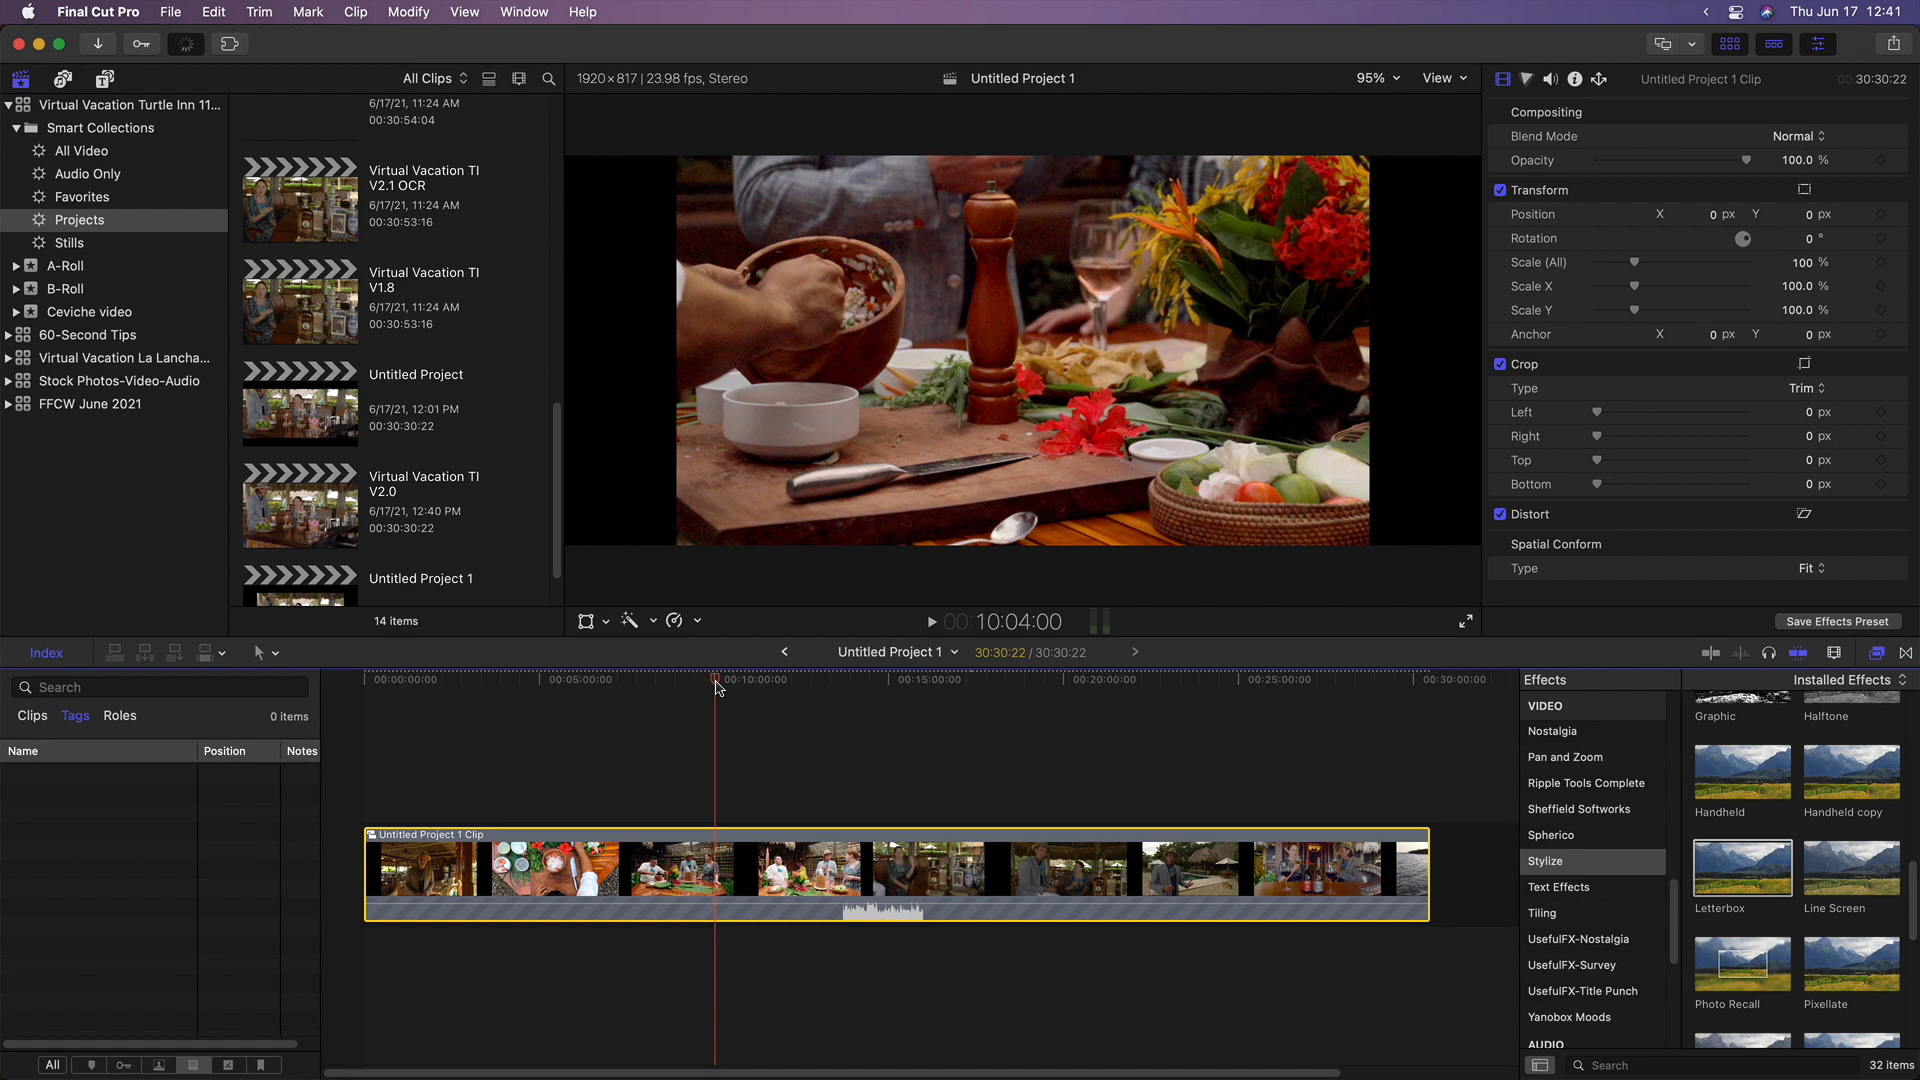 Final Cut Pro File Edit Trim Mark Clip Modify View Window Help Thu Jun 17 12:41
All Clips 1920×817 | 23.98 fps, Stereo Untitled Project 1 95% View Untitled Project 1 Clip 00:30:30:22
Virtual Vacation Turtle Inn 11...
Smart Collections
All Video
Audio Only
Favorites
Projects
Stills
A-Roll
B-Roll
Ceviche video
60-Second Tips
Virtual Vacation La Lancha...
Stock Photos-Video-Audio
FFCW June 2021
6/17/21, 11:24 AM
00:30:54:04
Virtual Vacation TI
V2.1 OCR
6/17/21, 11:24 AM
00:30:53:16
Virtual Vacation TI
V1.8
6/17/21, 11:24 AM
00:30:53:16
Untitled Project
6/17/21, 12:01 PM
00:30:30:22
Virtual Vacation TI
V2.0
6/17/21, 12:40 PM
00:30:30:22
Untitled Project 1
14 items
00:10:04:00
Compositing
Blend Mode Normal
Opacity 100.0 %
Transform
Position X 0 px Y 0 px
Rotation 0 °
Scale (All) 100 %
Scale X 100.0 %
Scale Y 100.0 %
Anchor X 0 px Y 0 px
Crop
Type Trim
Left 0 px
Right 0 px
Top 0 px
Bottom 0 px
Distort
Spatial Conform
Type Fit
Save Effects Preset
Index Untitled Project 1 30:30:22 / 30:30:22
Search
Clips Tags Roles 0 items
Name Position Notes
All
00:00:00:00 00:05:00:00 00:10:00:00 00:15:00:00 00:20:00:00 00:25:00:00 00:30:00:00
Untitled Project 1 Clip
Effects Installed Effects
VIDEO
Nostalgia
Pan and Zoom
Ripple Tools Complete
Sheffield Softworks
Spherico
Stylize
Text Effects
Tiling
UsefulFX-Nostalgia
UsefulFX-Survey
UsefulFX-Title Punch
Yanobox Moods
AUDIO
Graphic Halftone
Handheld Handheld copy
Letterbox Line Screen
Photo Recall Pixellate
Search 32 items